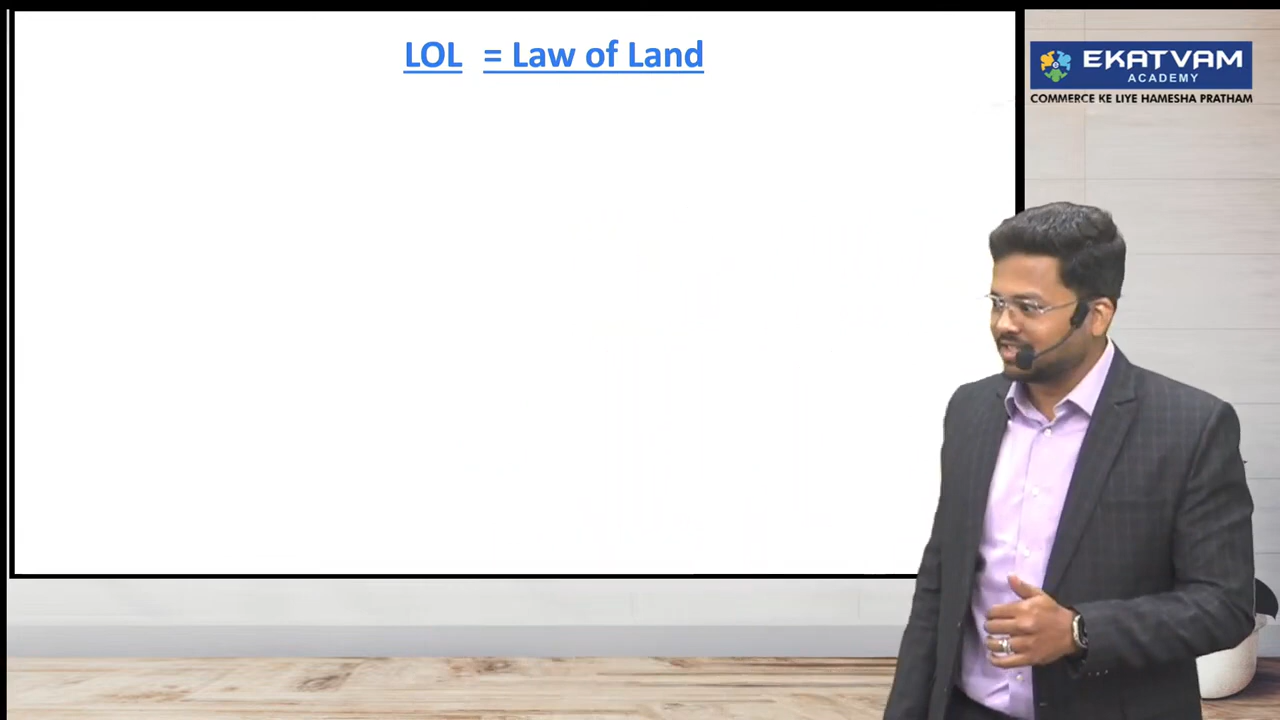 LOL = Law of Land
EKATVAM
ACADEMY
COMMERCE KE LIYE HAMESHA PRATHAM